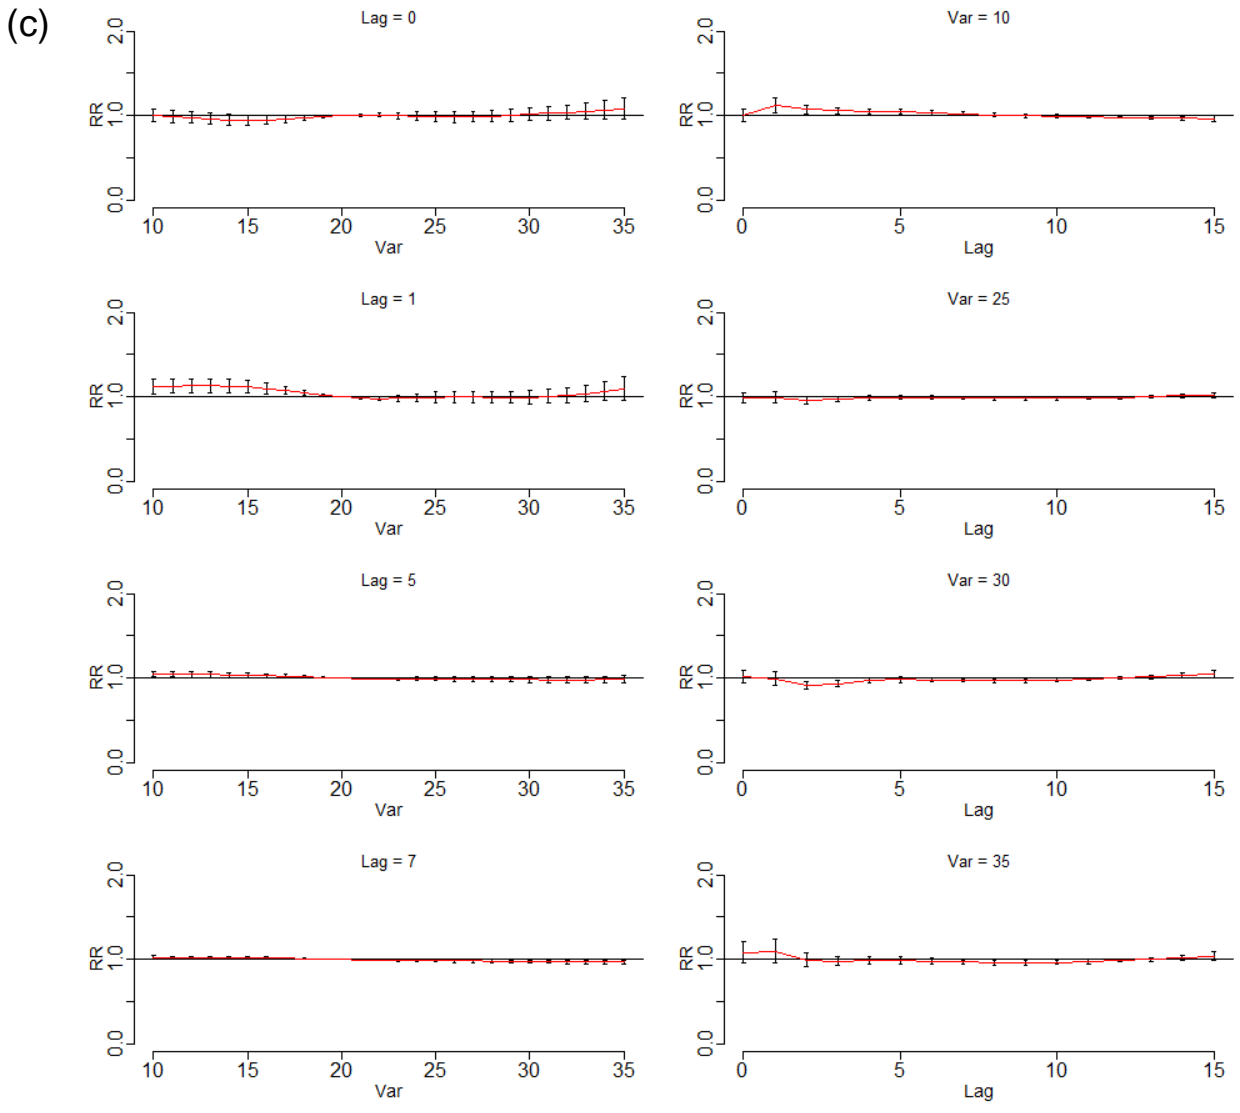 (c)
Lag = 0
RR
0.0 1.0 2.0
10 15 20 25 30 35
Var
Var = 10
RR
0.0 1.0 2.0
0 5 10 15
Lag
Lag = 1
RR
0.0 1.0 2.0
10 15 20 25 30 35
Var
Var = 25
RR
0.0 1.0 2.0
0 5 10 15
Lag
Lag = 5
RR
0.0 1.0 2.0
10 15 20 25 30 35
Var
Var = 30
RR
0.0 1.0 2.0
0 5 10 15
Lag
Lag = 7
RR
0.0 1.0 2.0
10 15 20 25 30 35
Var
Var = 35
RR
0.0 1.0 2.0
0 5 10 15
Lag